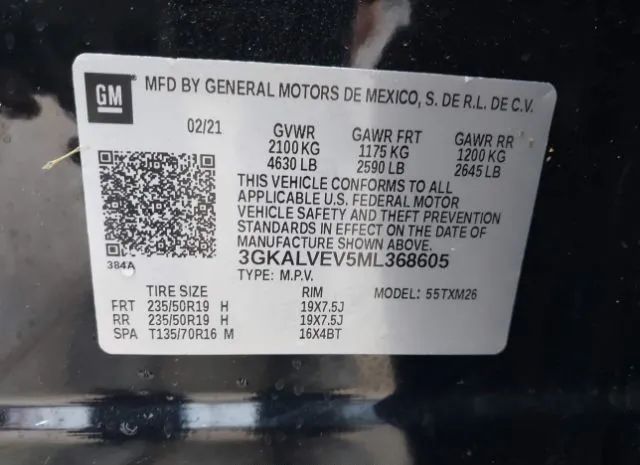 GM
MFD BY GENERAL MOTORS DE MEXICO, S. DE R.L. DE C.V.
02/21 GVWR GAWR FRT GAWR RR
2100 KG 1175 KG 1200 KG
4630 LB 2590 LB 2645 LB
THIS VEHICLE CONFORMS TO ALL
APPLICABLE U.S. FEDERAL MOTOR
VEHICLE SAFETY AND THEFT PREVENTION
STANDARDS IN EFFECT ON THE DATE OF
MANUFACTURE SHOWN ABOVE.
384A 3GKALVEV5ML368605
TYPE: M.P.V.
TIRE SIZE RIM MODEL: 55TXM26
FRT 235/50R19 H 19X7.5J
RR 235/50R19 H 19X7.5J
SPA T135/70R16 M 16X4BT